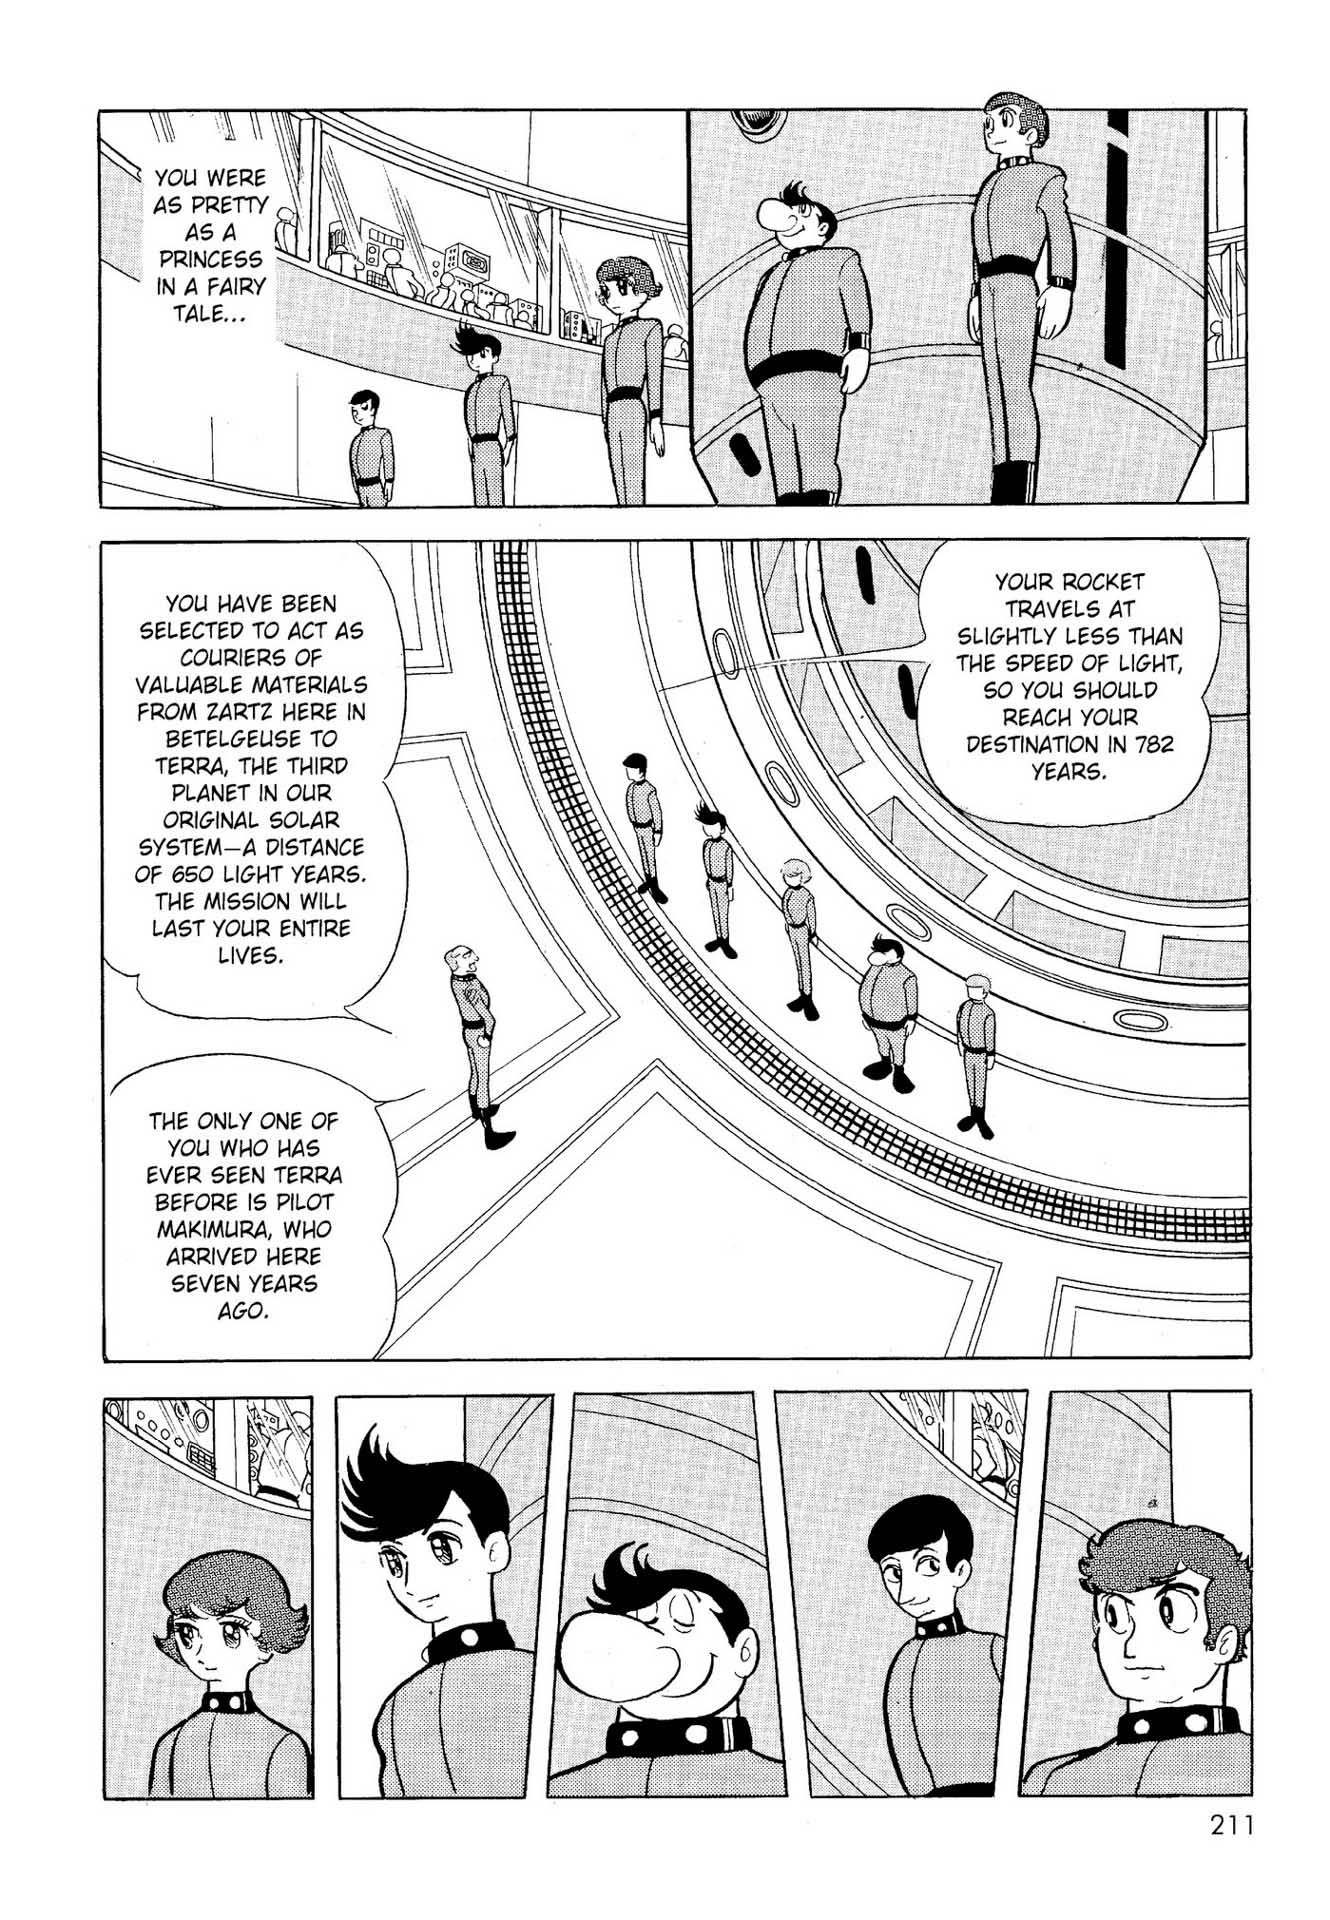 YOU WERE
AS PRETTY
AS A
PRINCESS
IN A FAIRY
TALE...
YOU HAVE BEEN
SELECTED TO ACT AS
COURIERS OF
VALUABLE MATERIALS
FROM ZARTZ HERE IN
BETELGEUSE TO
TERRA, THE THIRD
PLANET IN OUR
ORIGINAL SOLAR
SYSTEM—A DISTANCE
OF 650 LIGHT YEARS.
THE MISSION WILL
LAST YOUR ENTIRE
LIVES.
YOUR ROCKET
TRAVELS AT
SLIGHTLY LESS THAN
THE SPEED OF LIGHT,
SO YOU SHOULD
REACH YOUR
DESTINATION IN 782
YEARS.
THE ONLY ONE OF
YOU WHO HAS
EVER SEEN TERRA
BEFORE IS PILOT
MAKIMURA, WHO
ARRIVED HERE
SEVEN YEARS
AGO.
211